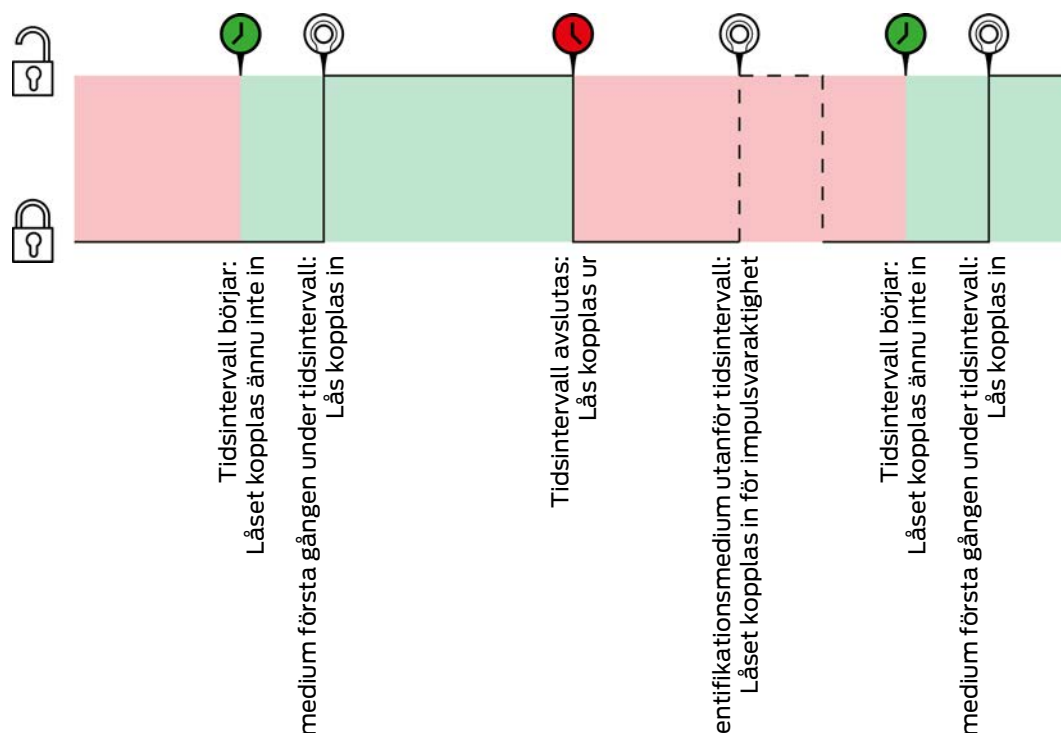 Tidsintervall börjar:
Låset kopplas ännu inte in
medium första gången under tidsintervall:
Lås kopplas in
Tidsintervall avslutas:
Lås kopplas ur
entifikationsmedium utanför tidsintervall:
Låset kopplas in för impulsvaraktighet
Tidsintervall börjar:
Låset kopplas ännu inte in
medium första gången under tidsintervall:
Lås kopplas in